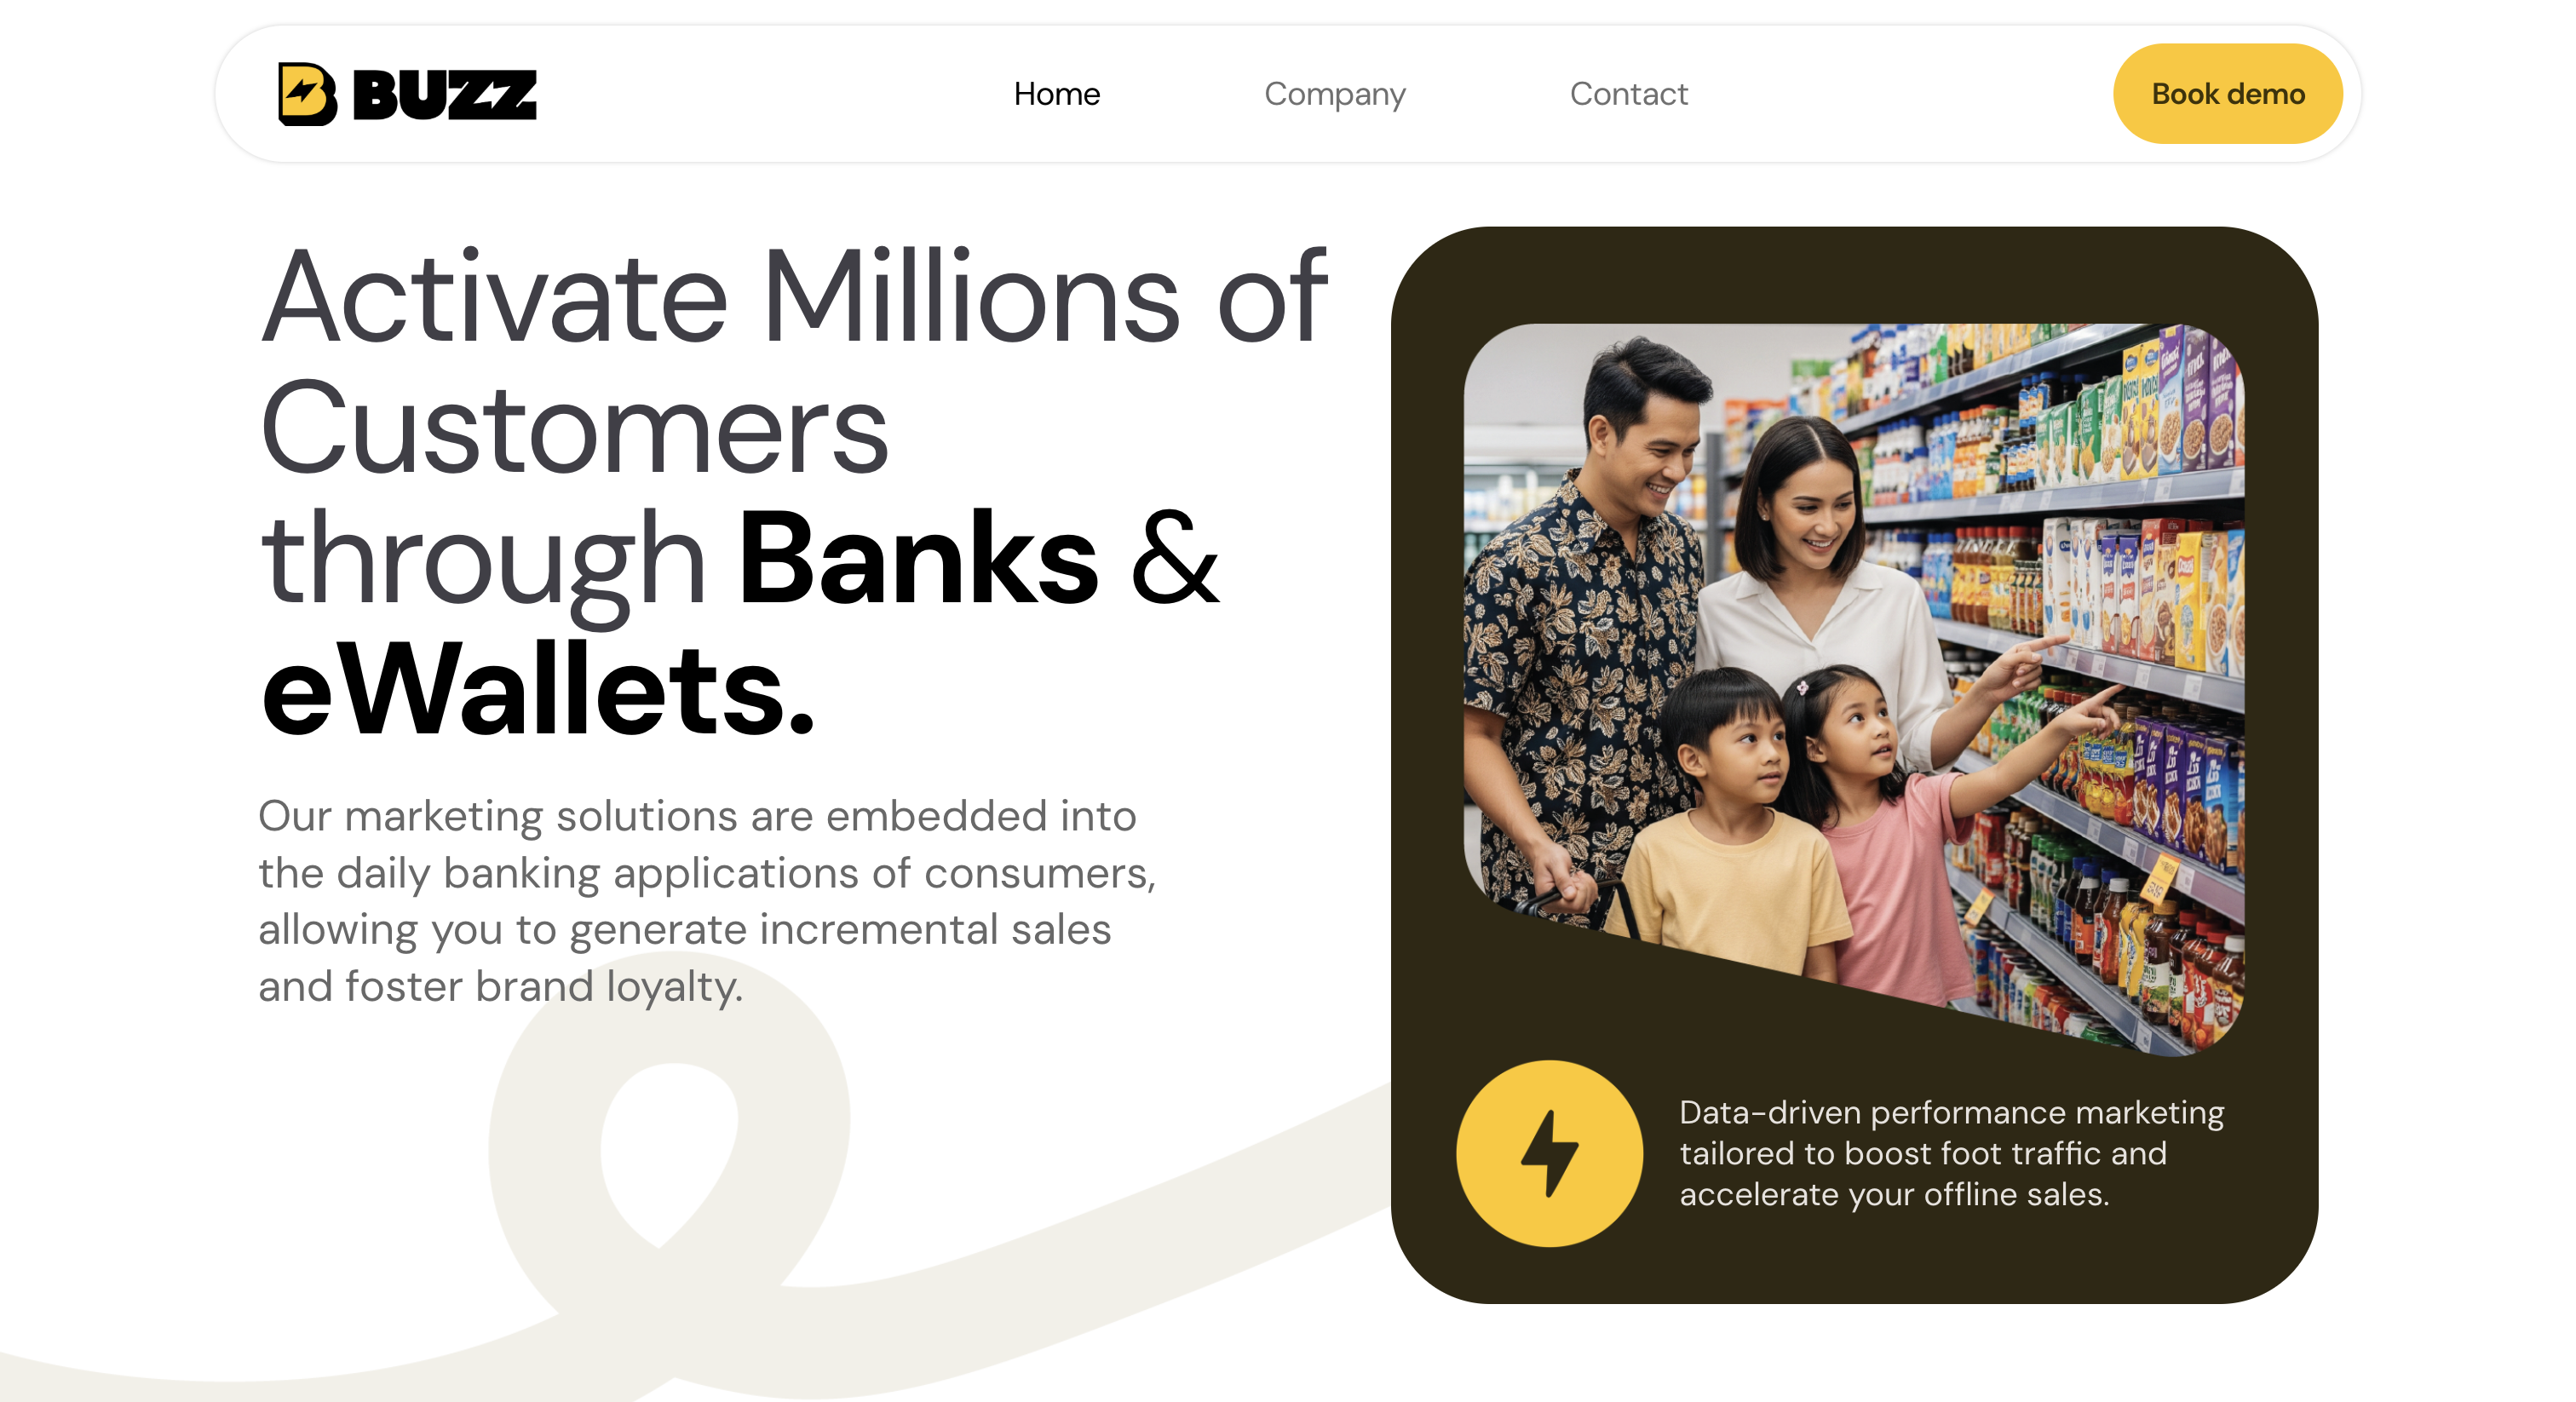 BUZZ
Home
Company
Contact
Book demo
Activate Millions of
Customers
through Banks &
eWallets.
Our marketing solutions are embedded into
the daily banking applications of consumers,
allowing you to generate incremental sales
and foster brand loyalty.
Data-driven performance marketing
tailored to boost foot traffic and
accelerate your offline sales.